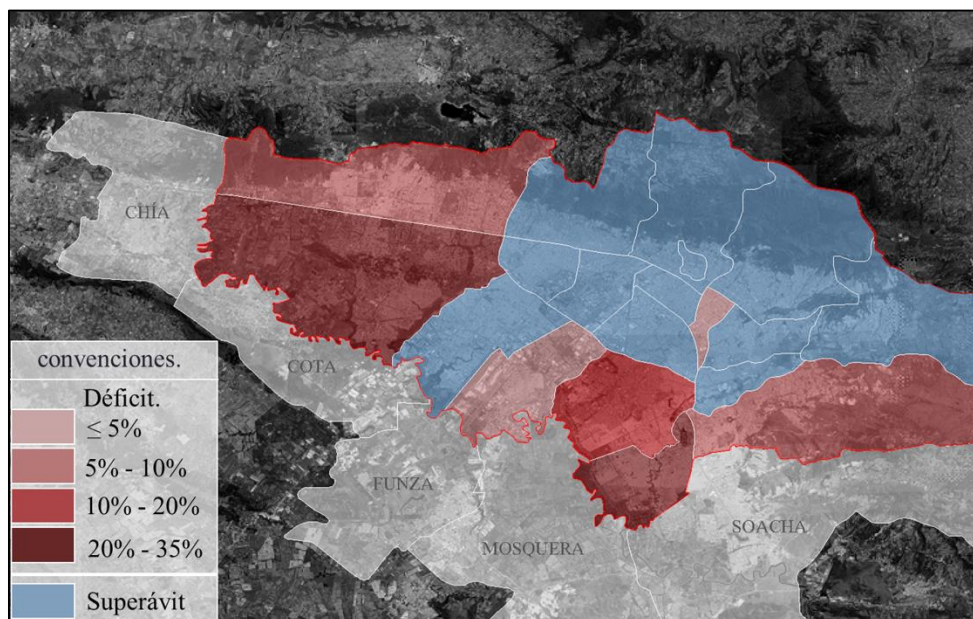 CHÍA
COTA
FUNZA
MOSQUERA
SOACHA
convenciones.
Déficit.
≤ 5%
5% - 10%
10% - 20%
20% - 35%
Superávit